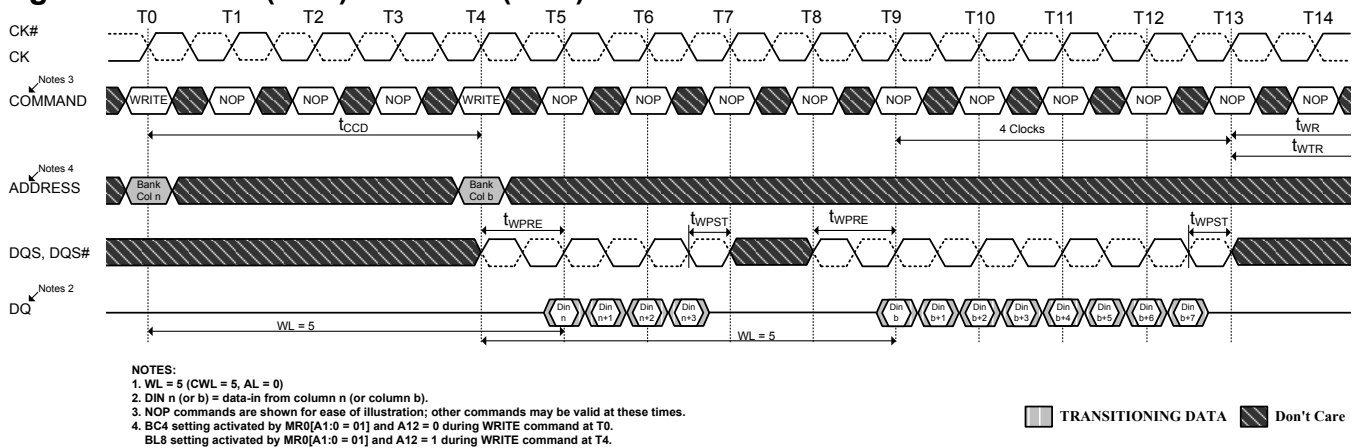 T0 T1 T2 T3 T4 T5 T6 T7 T8 T9 T10 T11 T12 T13 T14
CK#
CK
Notes 3
COMMAND
WRITE NOP NOP NOP WRITE NOP NOP NOP NOP NOP NOP NOP NOP NOP NOP
tCCD
4 Clocks
tWR
tWTR
Notes 4
ADDRESS
Bank
Col n
Bank
Col b
tWPRE
tWPST
tWPRE
tWPST
DQS, DQS#
Notes 2
DQ
Din
n
Din
n+1
Din
n+2
Din
n+3
Din
b
Din
b+1
Din
b+2
Din
b+3
Din
b+4
Din
b+5
Din
b+6
Din
b+7
WL = 5
WL = 5
NOTES:
1. WL = 5 (CWL = 5, AL = 0)
2. DIN n (or b) = data-in from column n (or column b).
3. NOP commands are shown for ease of illustration; other commands may be valid at these times.
4. BC4 setting activated by MR0[A1:0 = 01] and A12 = 0 during WRITE command at T0.
BL8 setting activated by MR0[A1:0 = 01] and A12 = 1 during WRITE command at T4.
TRANSITIONING DATA
Don't Care